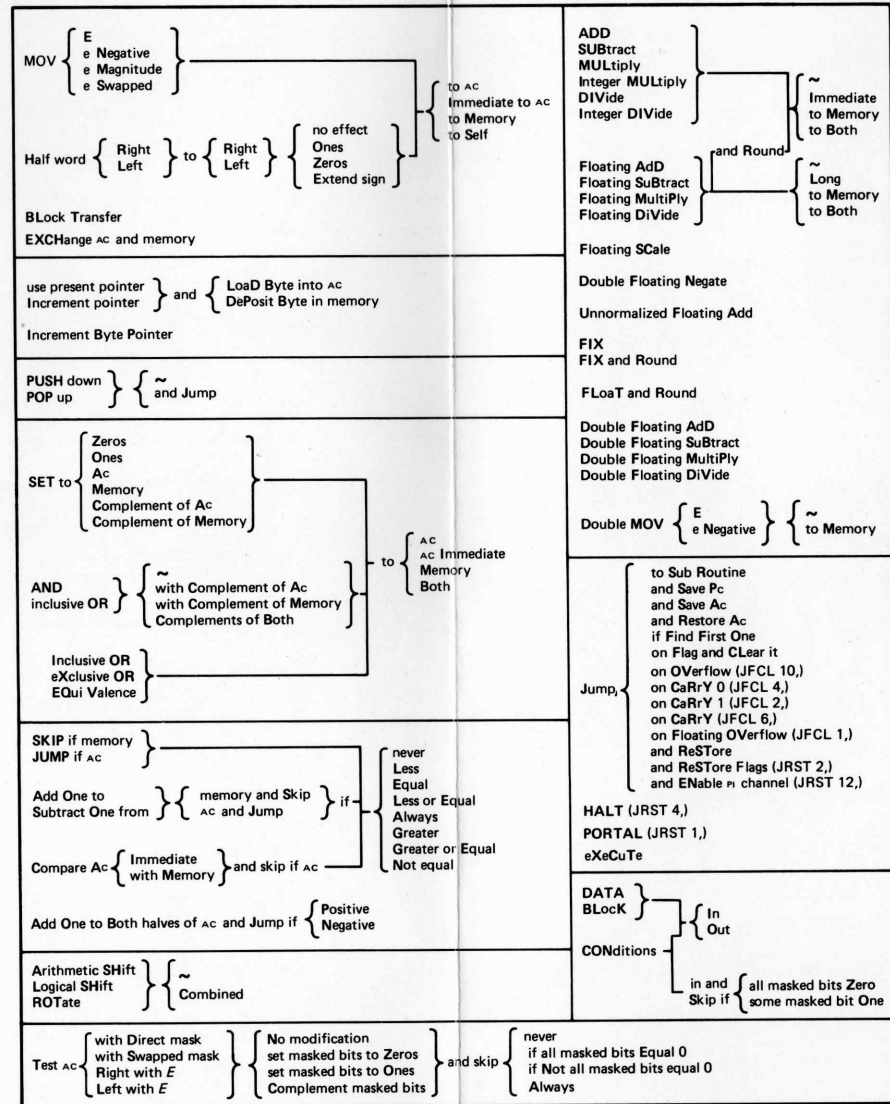 MOV { E
e Negative
e Magnitude
e Swapped }
Half word { Right
Left } to { Right
Left } { no effect
Ones
Zeros
Extend sign }
{ to AC
Immediate to AC
to Memory
to Self
BLock Transfer
EXCHange AC and memory
use present pointer
Increment pointer } and { LoaD Byte into AC
DePosit Byte in memory
Increment Byte Pointer
PUSH down
POP up } { ~
and Jump
SET to { Zeros
Ones
Ac
Memory
Complement of Ac
Complement of Memory }
AND
inclusive OR } { ~
with Complement of Ac
with Complement of Memory
Complements of Both }
Inclusive OR
eXclusive OR
EQui Valence }
to { AC
AC Immediate
Memory
Both
SKIP if memory
JUMP if AC }
Add One to
Subtract One from } { memory and Skip
AC and Jump }
Compare Ac { Immediate
with Memory } and skip if AC
if { never
Less
Equal
Less or Equal
Always
Greater
Greater or Equal
Not equal
Add One to Both halves of AC and Jump if { Positive
Negative
Arithmetic SHift
Logical SHift
ROTate } { ~
Combined
ADD
SUBtract
MULtiply
Integer MULtiply
DIVide
Integer DIVide }
{ ~
Immediate
to Memory
to Both
and Round
Floating AdD
Floating SuBtract
Floating MultiPly
Floating DiVide }
{ ~
Long
to Memory
to Both
Floating SCale
Double Floating Negate
Unnormalized Floating Add
FIX
FIX and Round
FLoaT and Round
Double Floating AdD
Double Floating SuBtract
Double Floating MultiPly
Double Floating DiVide
Double MOV { E
e Negative } { ~
to Memory
Jump, { to Sub Routine
and Save Pc
and Save Ac
and Restore Ac
if Find First One
on Flag and CLear it
on OVerflow (JFCL 10,)
on CaRrY 0 (JFCL 4,)
on CaRrY 1 (JFCL 2,)
on CaRrY (JFCL 6,)
on Floating OVerflow (JFCL 1,)
and ReSTore
and ReSTore Flags (JRST 2,)
and ENable PI channel (JRST 12,)
HALT (JRST 4,)
PORTAL (JRST 1,)
eXeCuTe
DATA
BLocK }
{ In
Out
CONditions
in and
Skip if { all masked bits Zero
some masked bit One
Test AC { with Direct mask
with Swapped mask
Right with E
Left with E } { No modification
set masked bits to Zeros
set masked bits to Ones
Complement masked bits } and skip { never
if all masked bits Equal 0
if Not all masked bits equal 0
Always